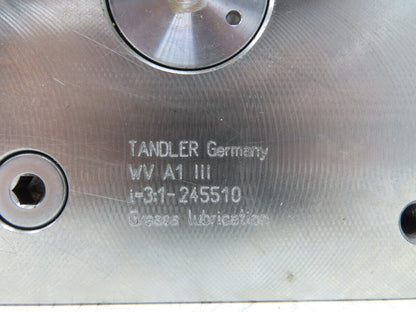 TANDLER Germany
WV A1 III
i=3:1-245510
Grease lubrication